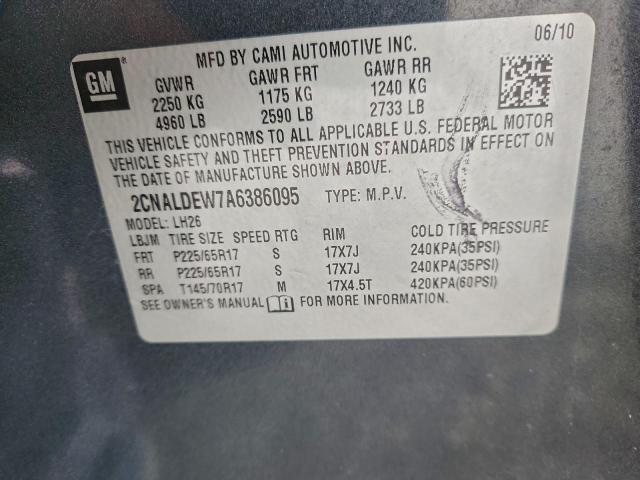 06/10
MFD BY CAMI AUTOMOTIVE INC.
GM
GVWR GAWR FRT GAWR RR
2250 KG 1175 KG 1240 KG
4960 LB 2590 LB 2733 LB
THIS VEHICLE CONFORMS TO ALL APPLICABLE U.S. FEDERAL MOTOR
VEHICLE SAFETY AND THEFT PREVENTION STANDARDS IN EFFECT ON
THE DATE OF MANUFACTURE SHOWN ABOVE.
2CNALDEW7A6386095 TYPE: M.P.V.
MODEL: LH26
LBJM TIRE SIZE SPEED RTG RIM COLD TIRE PRESSURE
FRT P225/65R17 S 17X7J 240KPA(35PSI)
RR P225/65R17 S 17X7J 240KPA(35PSI)
SPA T145/70R17 M 17X4.5T 420KPA(60PSI)
SEE OWNER'S MANUAL FOR MORE INFORMATION.